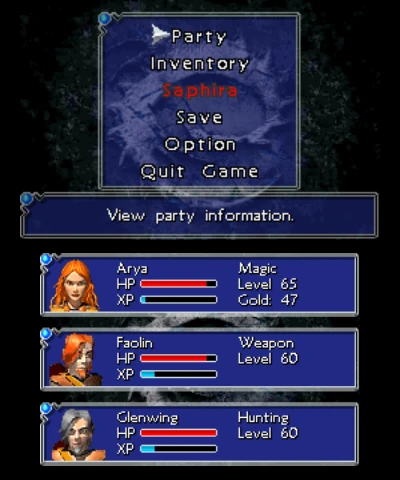 Party
Inventory
Saphira
Save
Option
Quit Game
View party information.
Arya Magic
HP Level 65
XP Gold: 47
Faolin Weapon
HP Level 60
XP
Glenwing Hunting
HP Level 60
XP